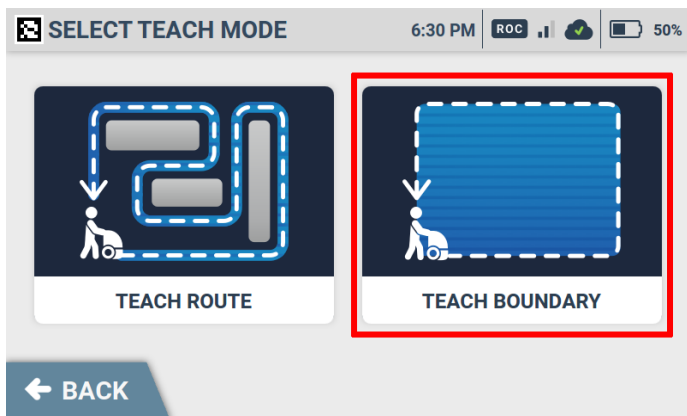 SELECT TEACH MODE
6:30 PM ROC 50%
TEACH ROUTE
TEACH BOUNDARY
BACK